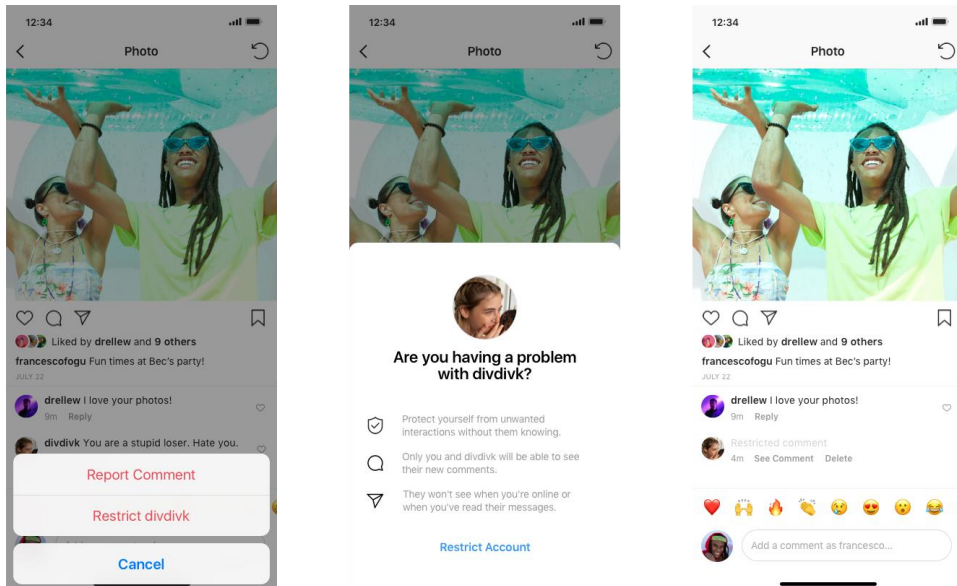 12:34
Photo
Liked by drellew and 9 others
francescofogu Fun times at Bec's party!
JULY 22
drellew I love your photos!
9m Reply
divdivk You are a stupid loser. Hate you.
Report Comment
Restrict divdivk
Cancel
12:34
Photo
Are you having a problem
with divdivk?
Protect yourself from unwanted
interactions without them knowing.
Only you and divdivk will be able to see
their new comments.
They won't see when you're online or
when you've read their messages.
Restrict Account
12:34
Photo
Liked by drellew and 9 others
francescofogu Fun times at Bec's party!
JULY 22
drellew I love your photos!
9m Reply
Restricted comment
4m See Comment Delete
Add a comment as francesco...